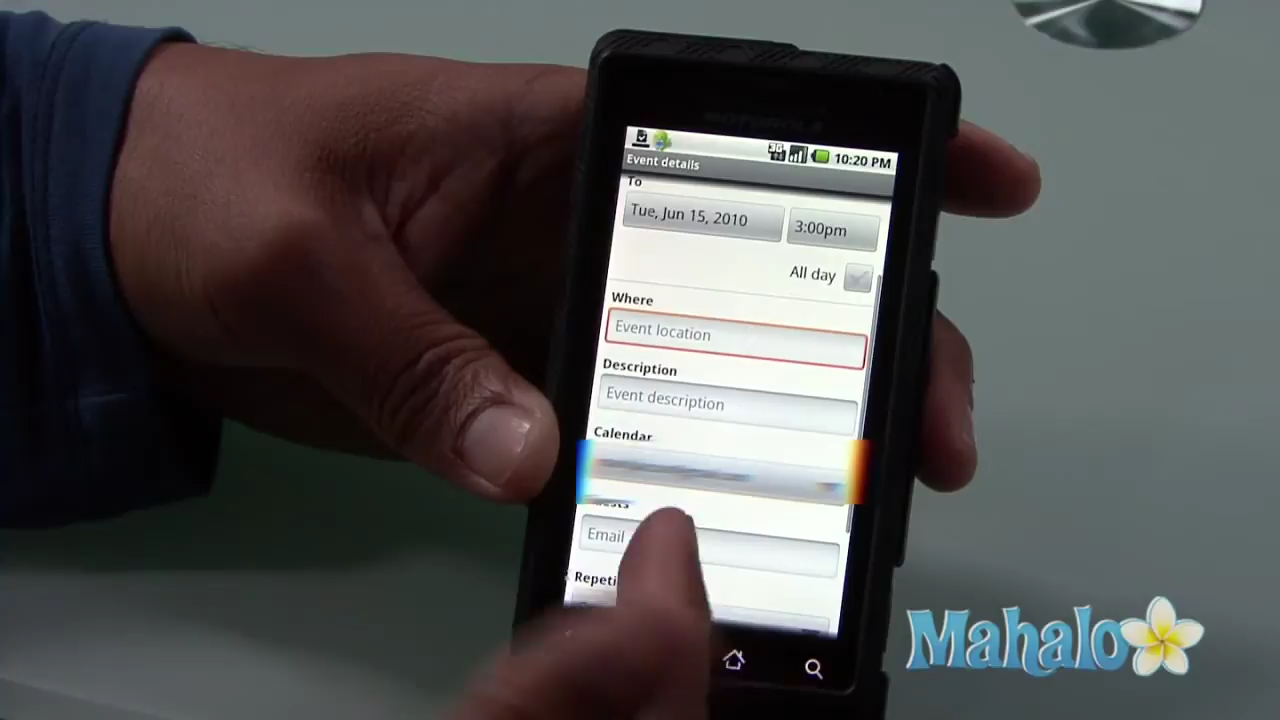 10:20 PM
Event details
To
Tue, Jun 15, 2010
3:00pm
All day
Where
Event location
Description
Event description
Calendar
Email
Mahalo